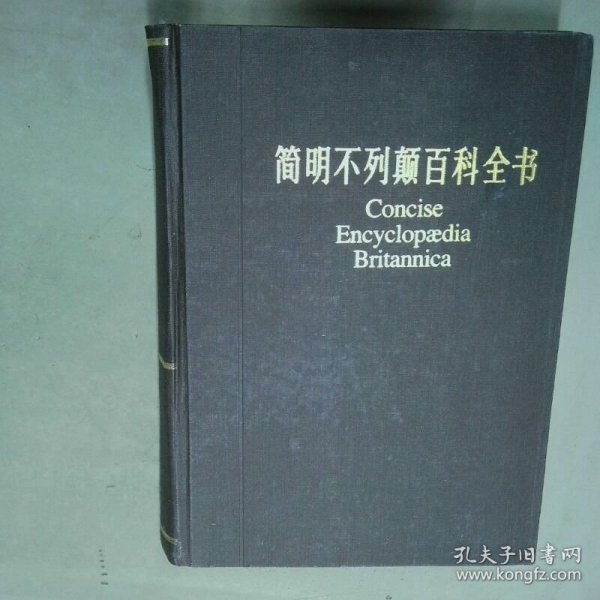 简明不列颠百科全书
Concise
Encyclopædia
Britannica
孔夫子旧书网
www.kongfz.com